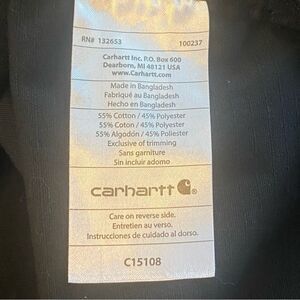 RN# 132653 100237
Carhartt Inc. P.O. Box 600
Dearborn, MI 48121 USA
www.Carhartt.com
Made in Bangladesh
Fabriqué au Bangladesh
Hecho en Bangladesh
55% Cotton / 45% Polyester
55% Coton / 45% Polyester
55% Algodón / 45% Poliester
Exclusive of trimming
Sans garniture
Sin incluir adorno
carhartt ®
Care on reverse side.
Entretien au verso.
Instrucciones de cuidado al dorso.
C15108